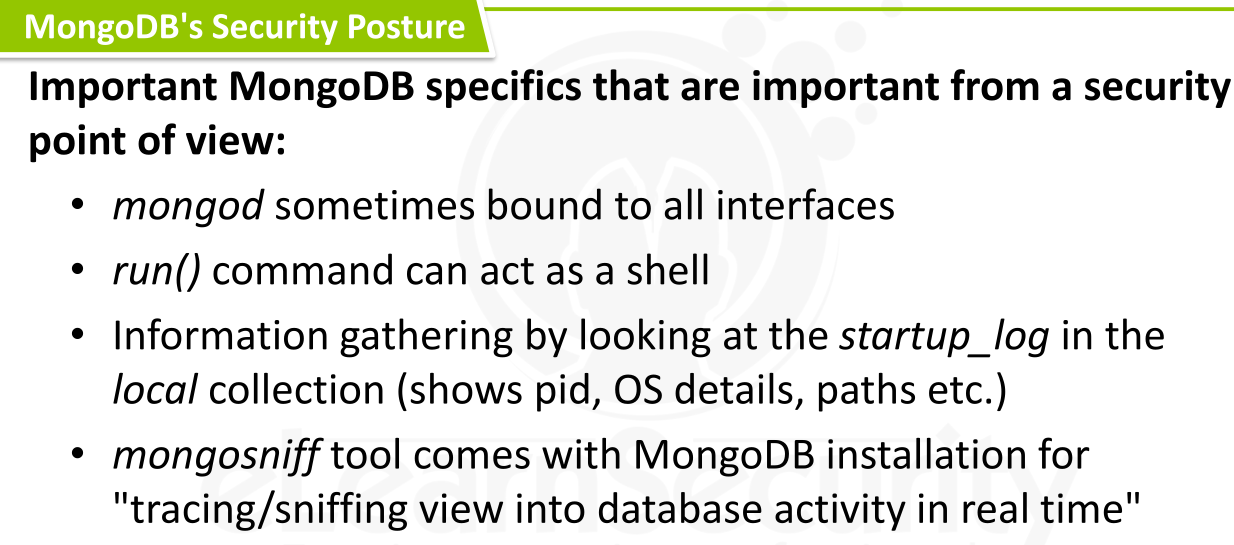 MongoDB's Security Posture
Important MongoDB specifics that are important from a security
point of view:
• mongod sometimes bound to all interfaces
• run() command can act as a shell
• Information gathering by looking at the startup_log in the
local collection (shows pid, OS details, paths etc.)
• mongosniff tool comes with MongoDB installation for
"tracing/sniffing view into database activity in real time"
eLearnSecurity